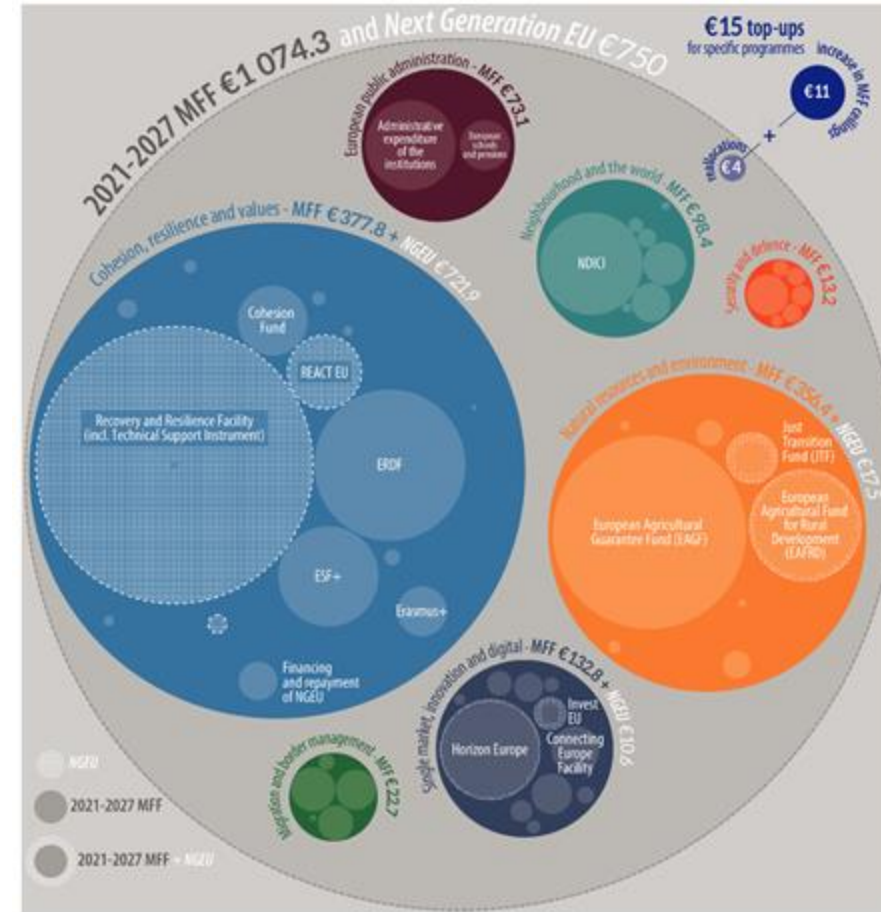 2021-2027 MFF €1 074.3 and Next Generation EU €750
€15 top-ups
for specific programmes
increase in MFF ceilings
€11
+
reallocations
€4
European public administration - MFF €73.1
Administrative
expenditure
of the
institutions
European
schools
and pensions
Neighbourhood and the world - MFF €98.4
NDICI
Security and defence - MFF €13.2
Cohesion, resilience and values - MFF €377.8 + NGEU €721.9
Cohesion
Fund
REACT EU
Recovery and Resilience Facility
(incl. Technical Support Instrument)
ERDF
ESF+
Erasmus+
Financing
and repayment
of NGEU
Natural resources and environment - MFF €356.4 + NGEU €17.5
Just
Transition
Fund (JTF)
European Agricultural
Guarantee Fund (EAGF)
European
Agricultural Fund
for Rural
Development
(EAFRD)
Single market, innovation and digital - MFF €132.8 + NGEU €10.6
Horizon Europe
Invest
EU
Connecting
Europe
Facility
Migration and border management - MFF €22.7
NGEU
2021-2027 MFF
2021-2027 MFF + NGEU